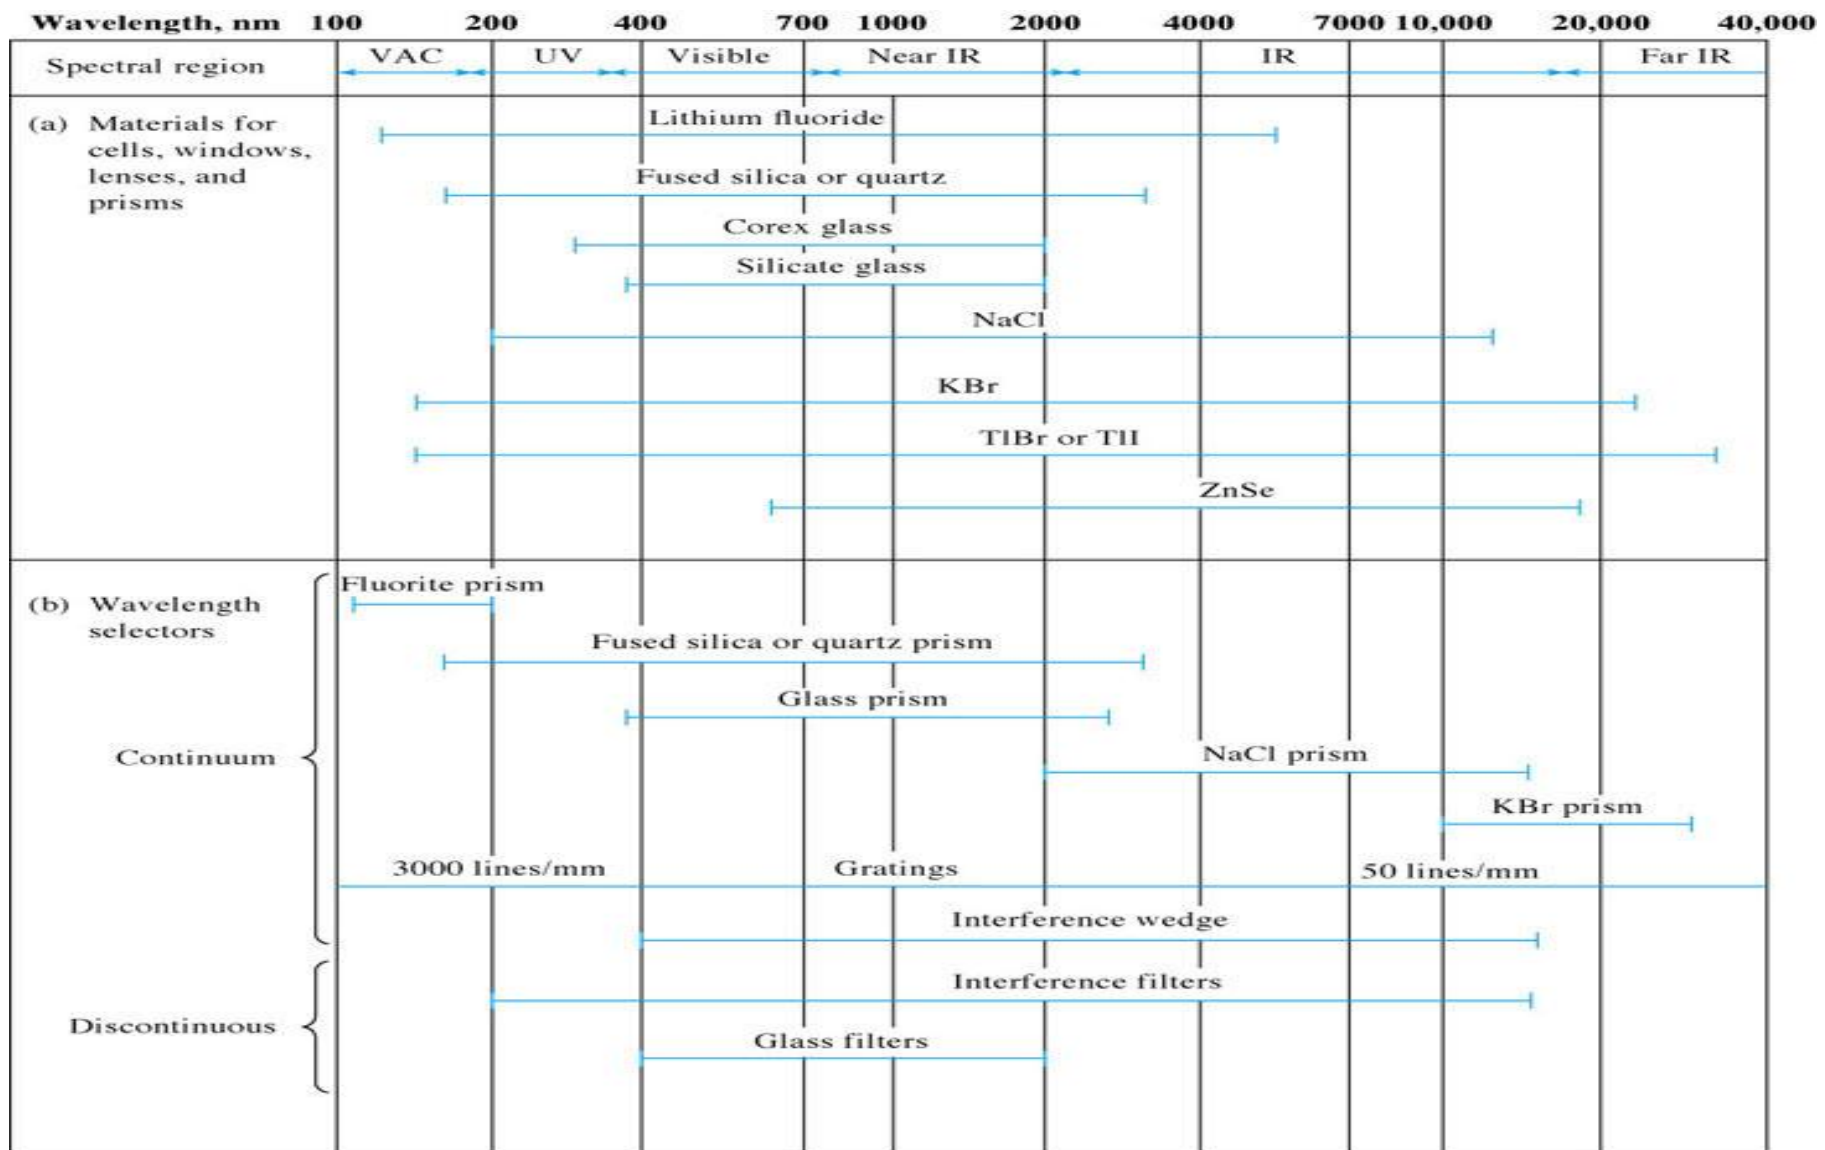 Wavelength, nm 100 200 400 700 1000 2000 4000 7000 10,000 20,000 40,000
Spectral region VAC UV Visible Near IR IR Far IR
(a) Materials for
cells, windows,
lenses, and
prisms
Lithium fluoride
Fused silica or quartz
Corex glass
Silicate glass
NaCl
KBr
TlBr or TlI
ZnSe
(b) Wavelength
selectors
Fluorite prism
Fused silica or quartz prism
Glass prism
Continuum
NaCl prism
KBr prism
3000 lines/mm Gratings 50 lines/mm
Interference wedge
Interference filters
Discontinuous
Glass filters